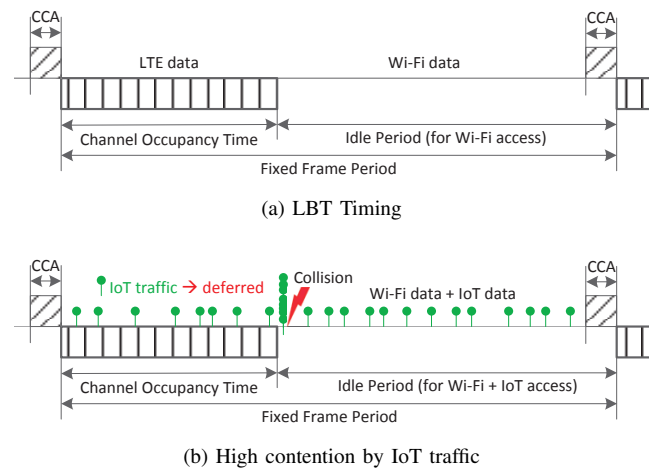 CCA CCA
LTE data Wi-Fi data
Channel Occupancy Time Idle Period (for Wi-Fi access)
Fixed Frame Period
(a) LBT Timing
CCA CCA
IoT traffic → deferred Collision
Wi-Fi data + IoT data
Channel Occupancy Time Idle Period (for Wi-Fi + IoT access)
Fixed Frame Period
(b) High contention by IoT traffic